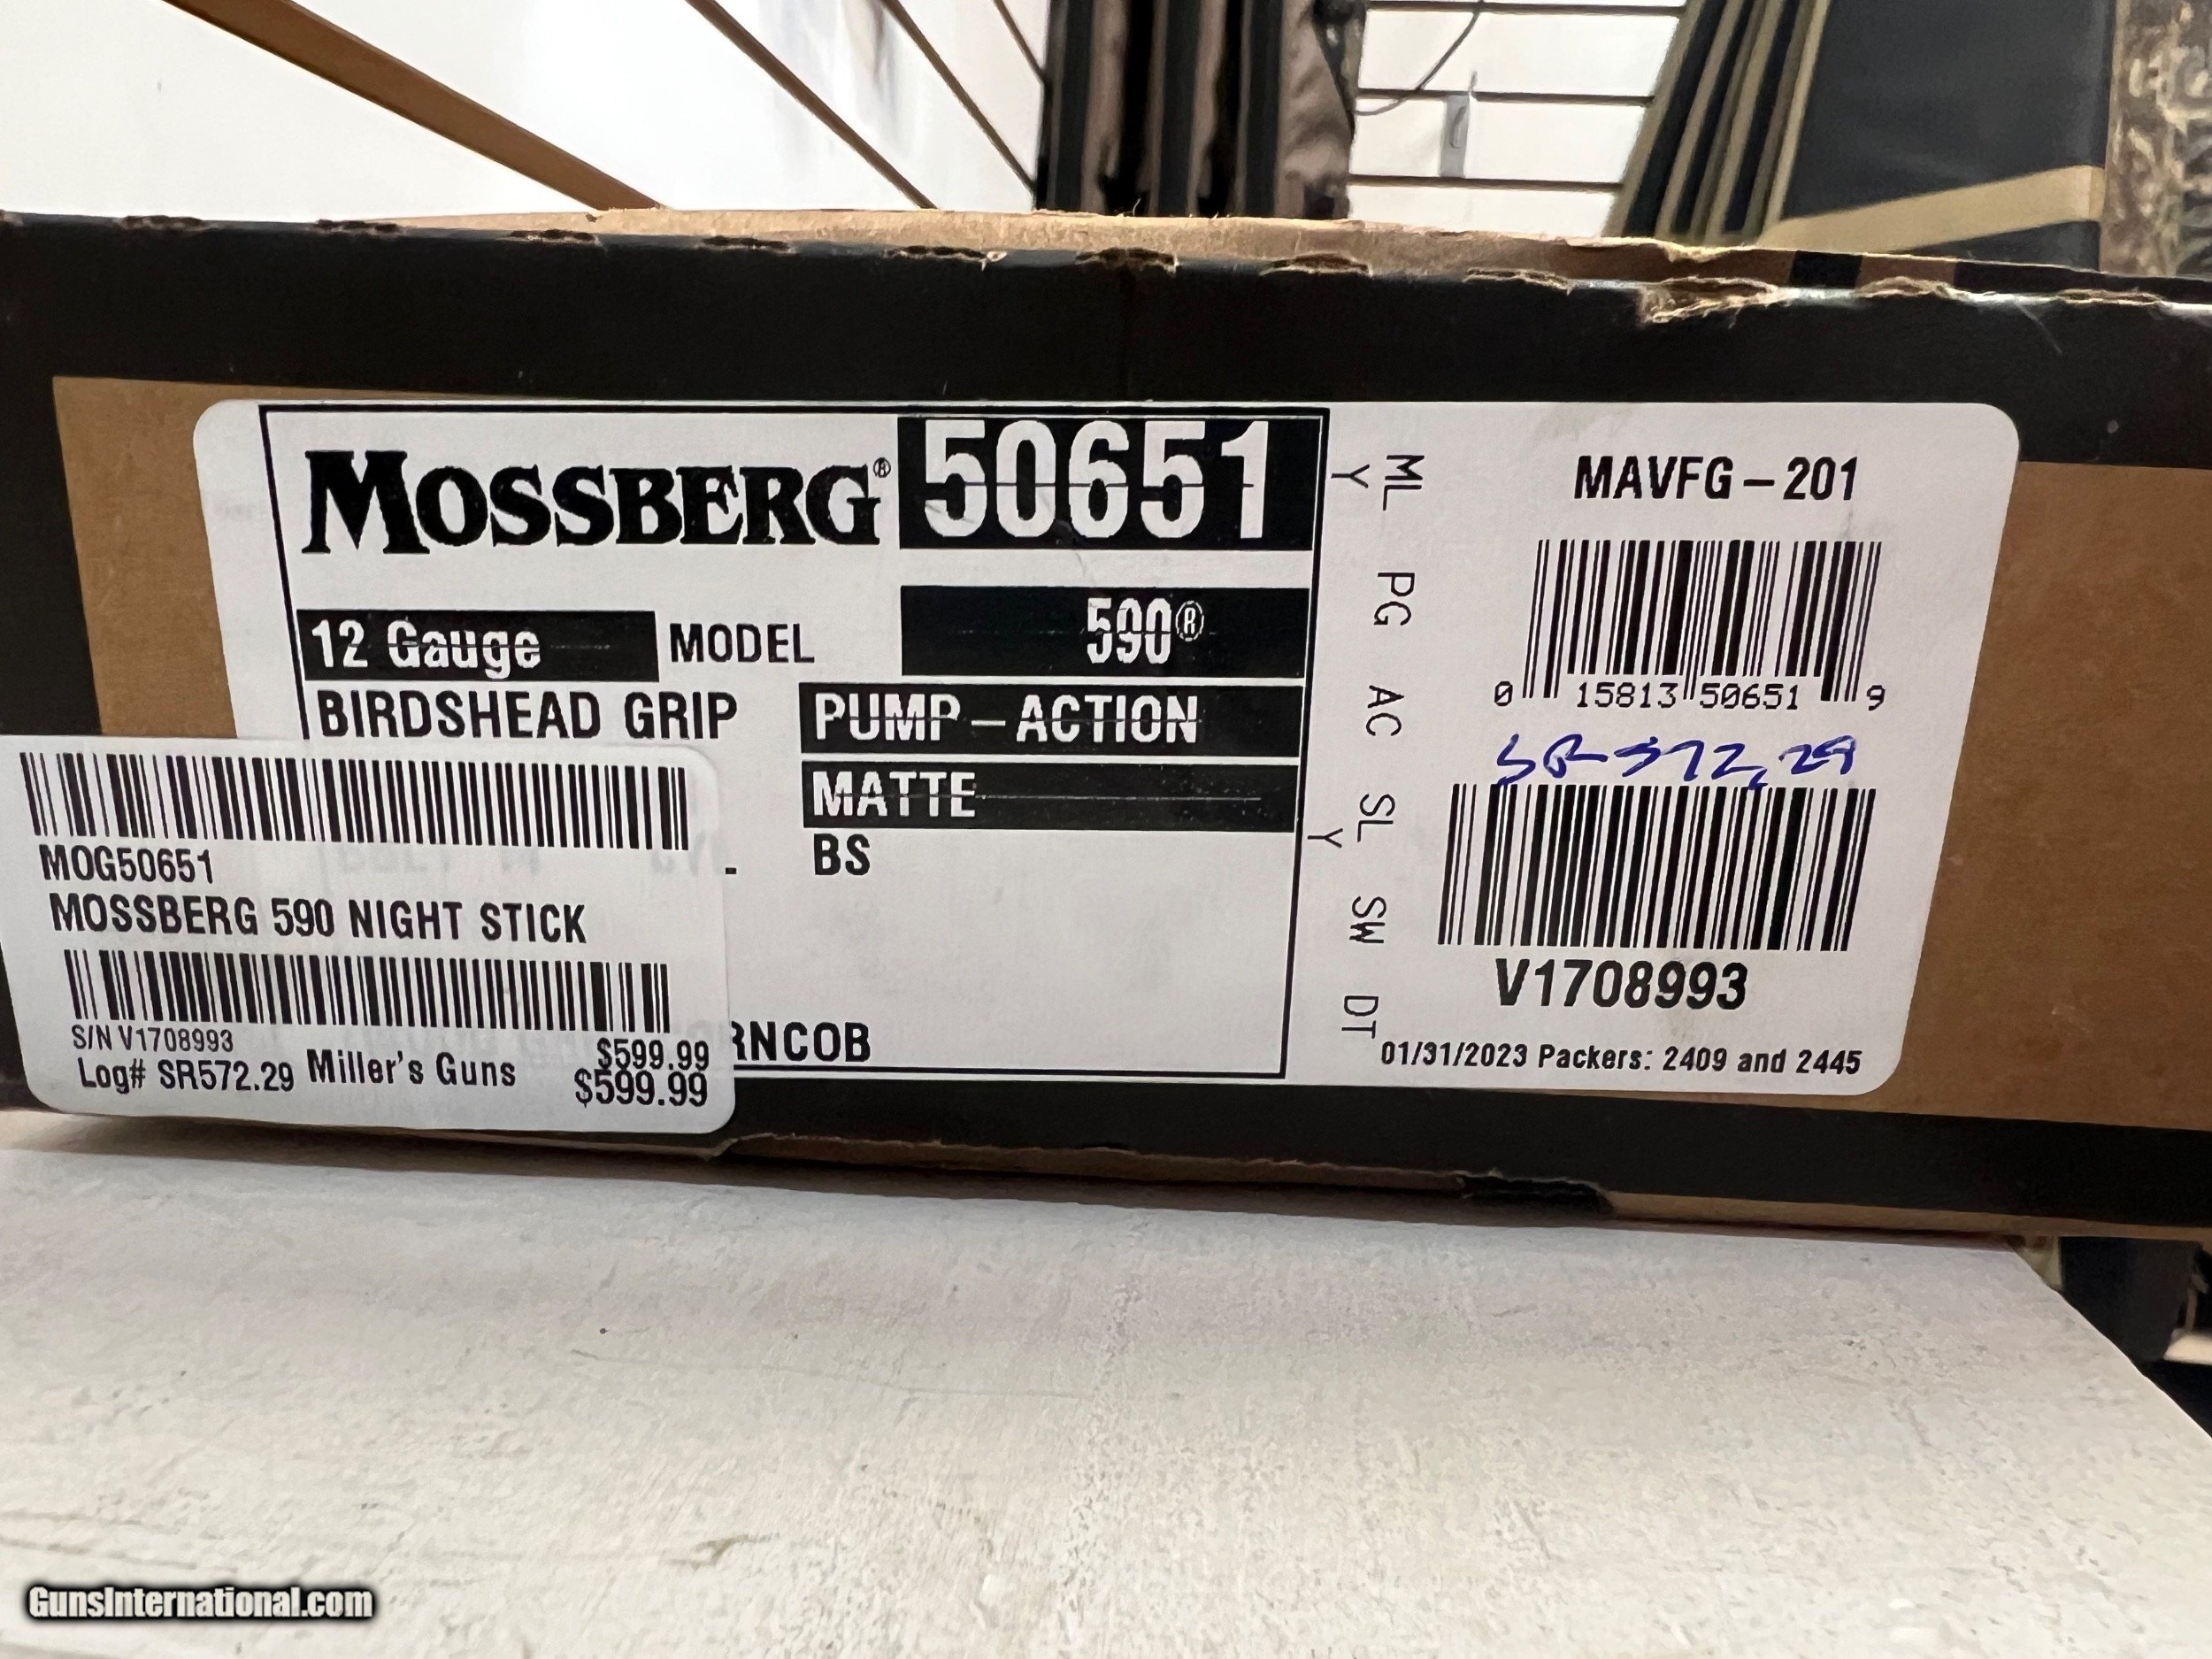 MOSSBERG® 50651
12 Gauge MODEL 590®
BIRDSHEAD GRIP PUMP-ACTION
MATTE
. BS
RNCOB
ML PG AC SL SW DT
Y Y
MAVFG-201
0 15813 50651 9
SR 572.29
V1708993
01/31/2023 Packers: 2409 and 2445
MOG50651
MOSSBERG 590 NIGHT STICK
S/N V1708993
$599.99
Log# SR572.29 Miller's Guns $599.99
GunsInternational.com